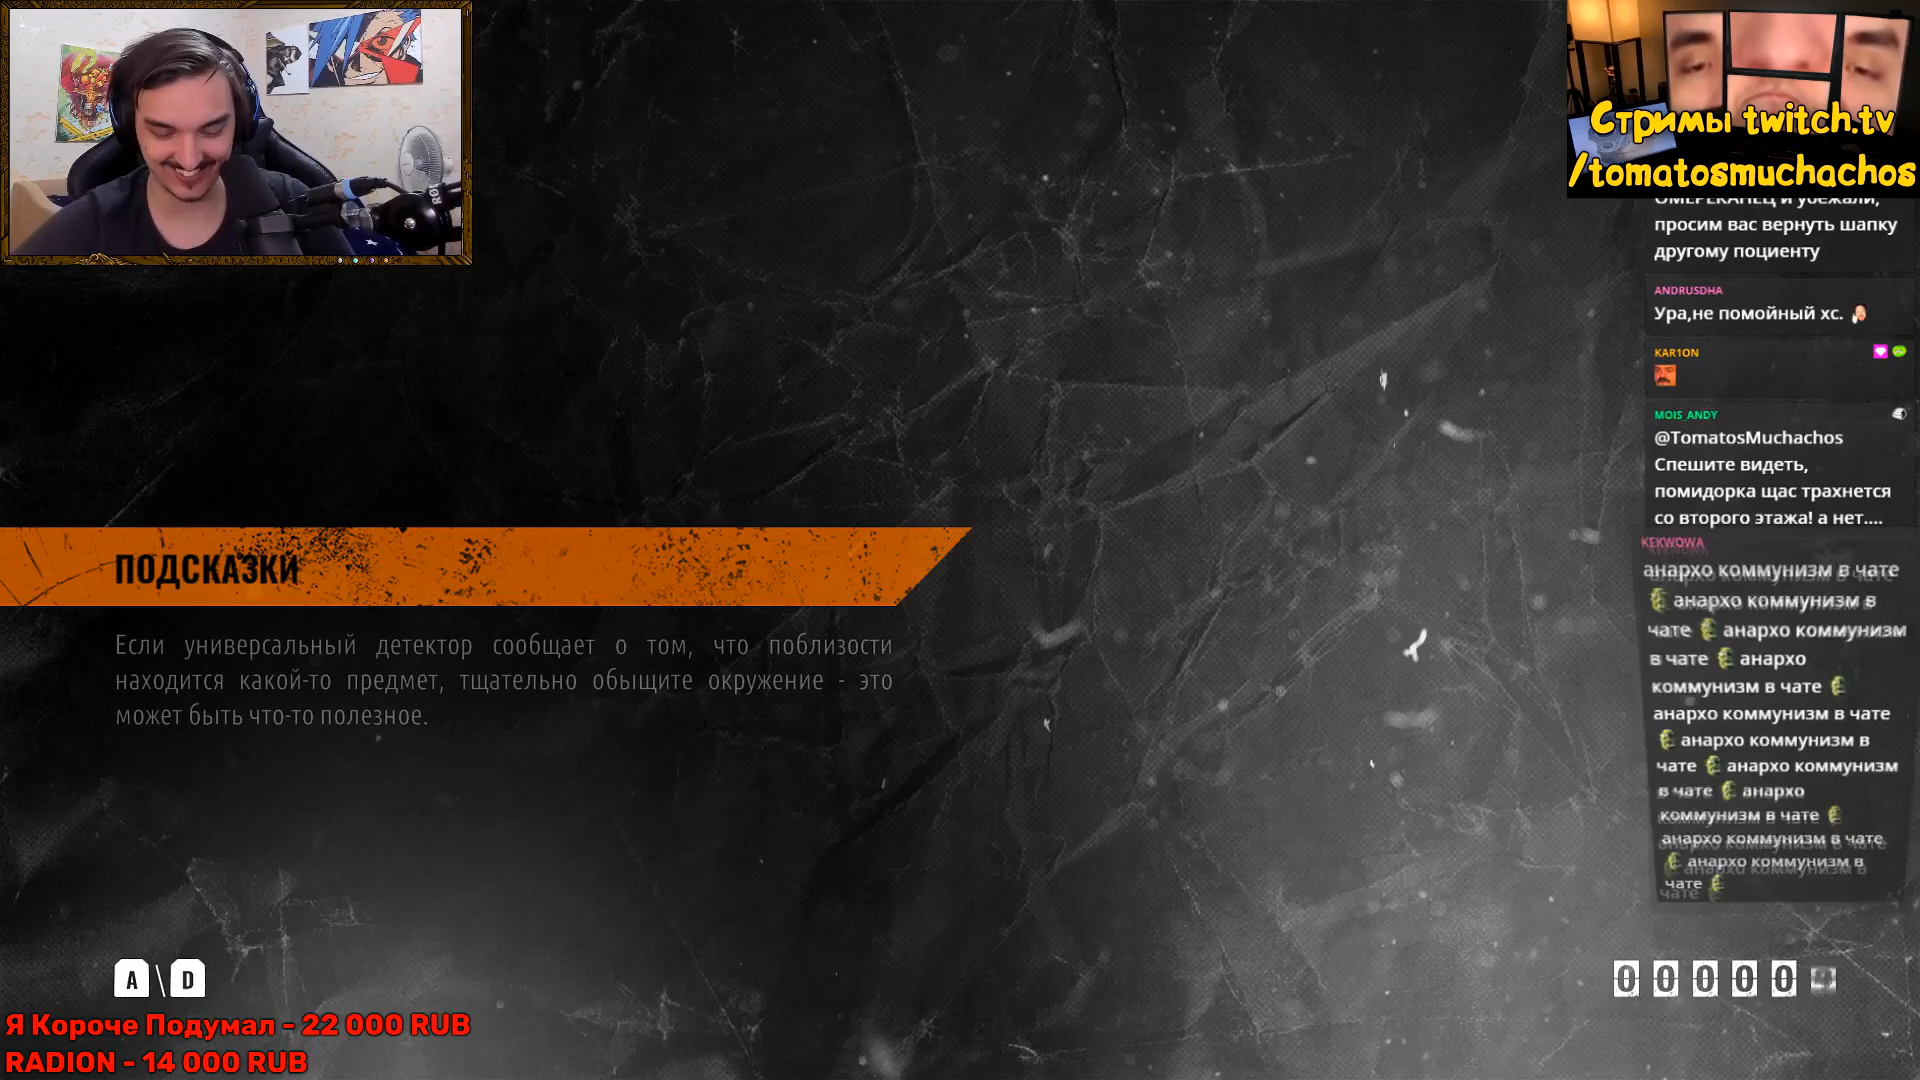 Стримы twitch.tv
/tomatosmuchachos
ОМЕРЕКАНЕЦ и убежали,
просим вас вернуть шапку
другому поциенту
ANDRUSDHA
Ура,не помойный хс.
KAR1ON
MOIS_ANDY
@TomatosMuchachos
Спешите видеть,
помидорка щас трахнется
со второго этажа! а нет....
KEKWOWA
анархо коммунизм в чате
анархо коммунизм в
чате анархо коммунизм
в чате анархо
коммунизм в чате
анархо коммунизм в чате
анархо коммунизм в
чате анархо коммунизм
в чате анархо
коммунизм в чате
анархо коммунизм в чате
анархо коммунизм в
чате
ПОДСКАЗКИ
Если универсальный детектор сообщает о том, что поблизости
находится какой-то предмет, тщательно обыщите окружение - это
может быть что-то полезное.
A \ D
0 0 0 0 0
Я Короче Подумал - 22 000 RUB
RADION - 14 000 RUB